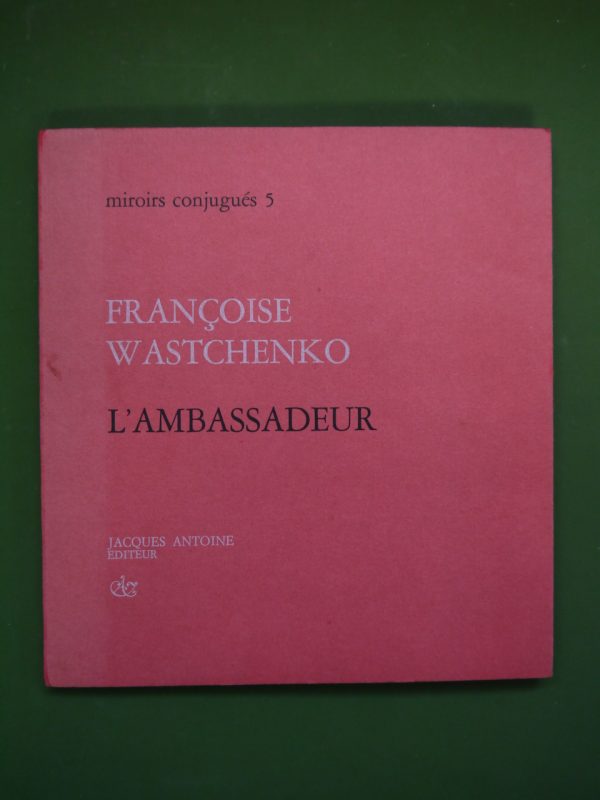 miroirs conjugués 5
FRANÇOISE
WASTCHENKO
L'AMBASSADEUR
JACQUES ANTOINE
ÉDITEUR